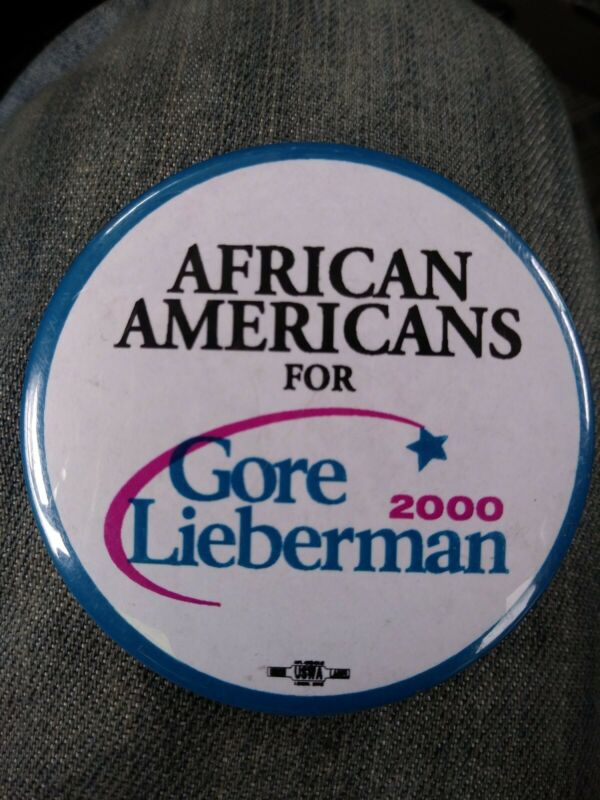 AFRICAN
AMERICANS
FOR
Gore
2000
Lieberman
USWA